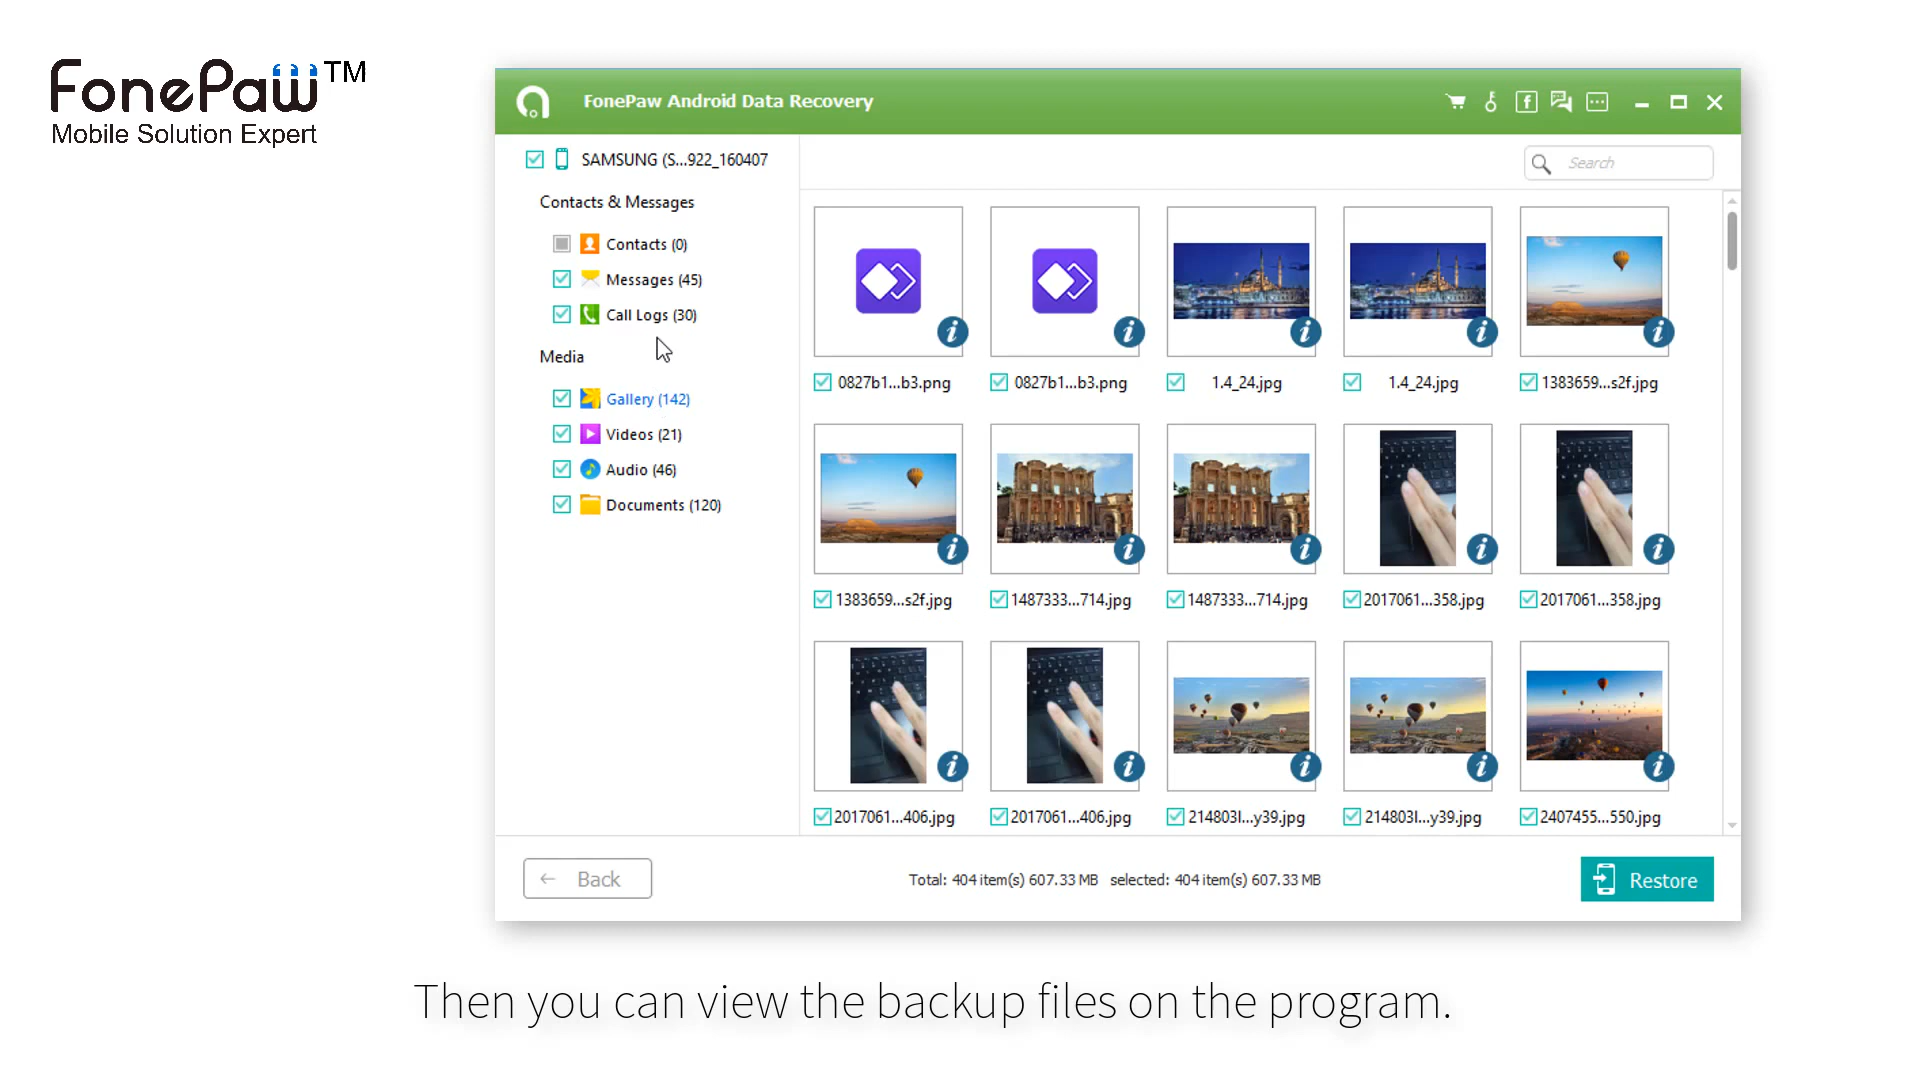 FonePaw™
Mobile Solution Expert
FonePaw Android Data Recovery
SAMSUNG (S...922_160407
Search
Contacts & Messages
Contacts (0)
Messages (45)
Call Logs (30)
Media
Gallery (142)
Videos (21)
Audio (46)
Documents (120)
0827b1...b3.png
0827b1...b3.png
1.4_24.jpg
1.4_24.jpg
1383659...s2f.jpg
1383659...s2f.jpg
1487333...714.jpg
1487333...714.jpg
2017061...358.jpg
2017061...358.jpg
2017061...406.jpg
2017061...406.jpg
214803l...y39.jpg
214803l...y39.jpg
2407455...550.jpg
Back
Total: 404 item(s) 607.33 MB selected: 404 item(s) 607.33 MB
Restore
Then you can view the backup files on the program.